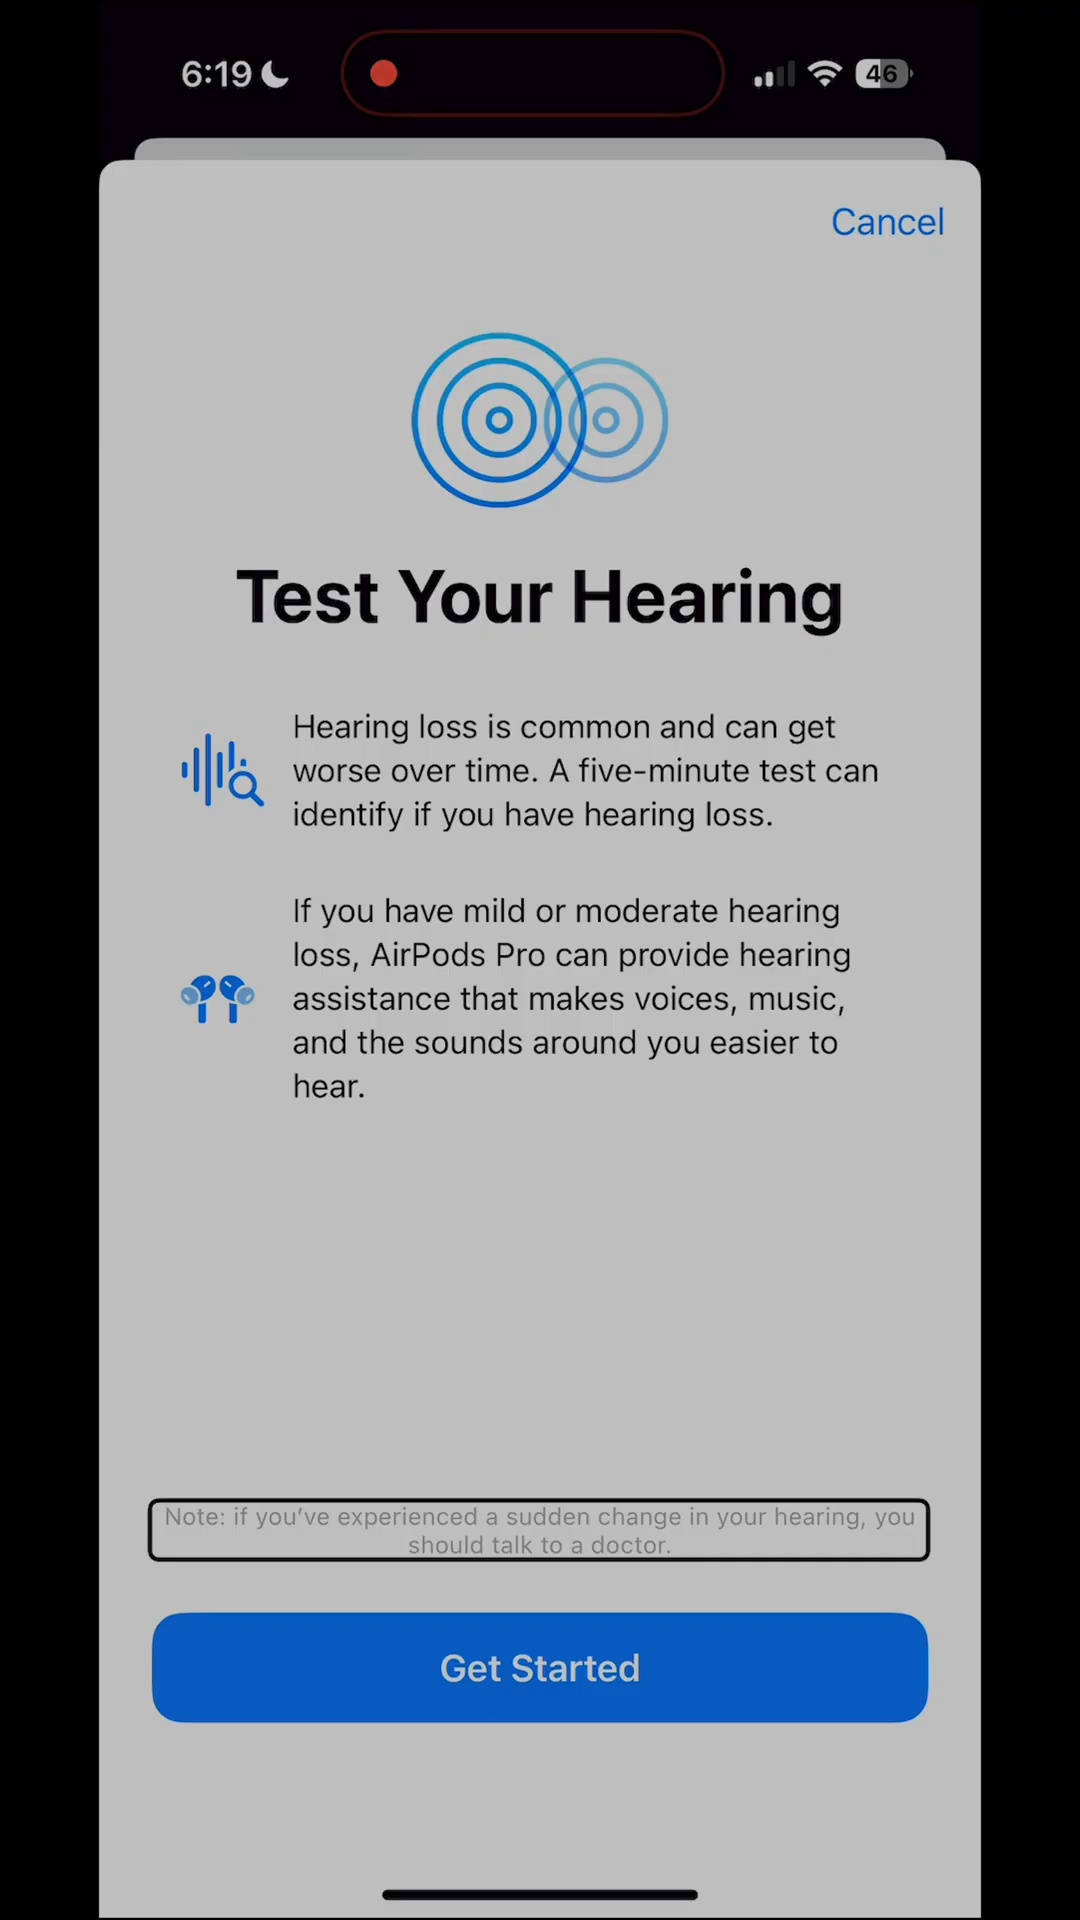 6:19
46
Cancel
Test Your Hearing
Hearing loss is common and can get
worse over time. A five-minute test can
identify if you have hearing loss.
If you have mild or moderate hearing
loss, AirPods Pro can provide hearing
assistance that makes voices, music,
and the sounds around you easier to
hear.
Note: if you’ve experienced a sudden change in your hearing, you
should talk to a doctor.
Get Started